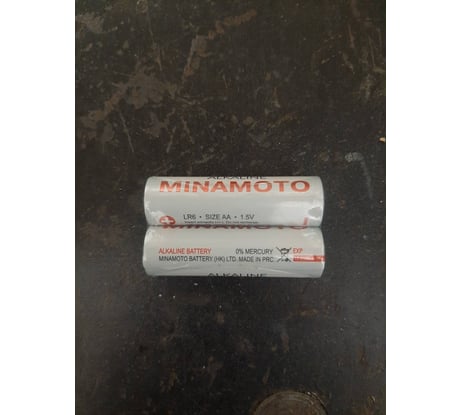 ALKALINE
MINAMOTO
LR6 • SIZE AA • 1.5V
MINAMOTO
ALKALINE BATTERY 0% MERCURY EXP
MINAMOTO BATTERY (HK) LTD. MADE IN PRC
ALKALINE